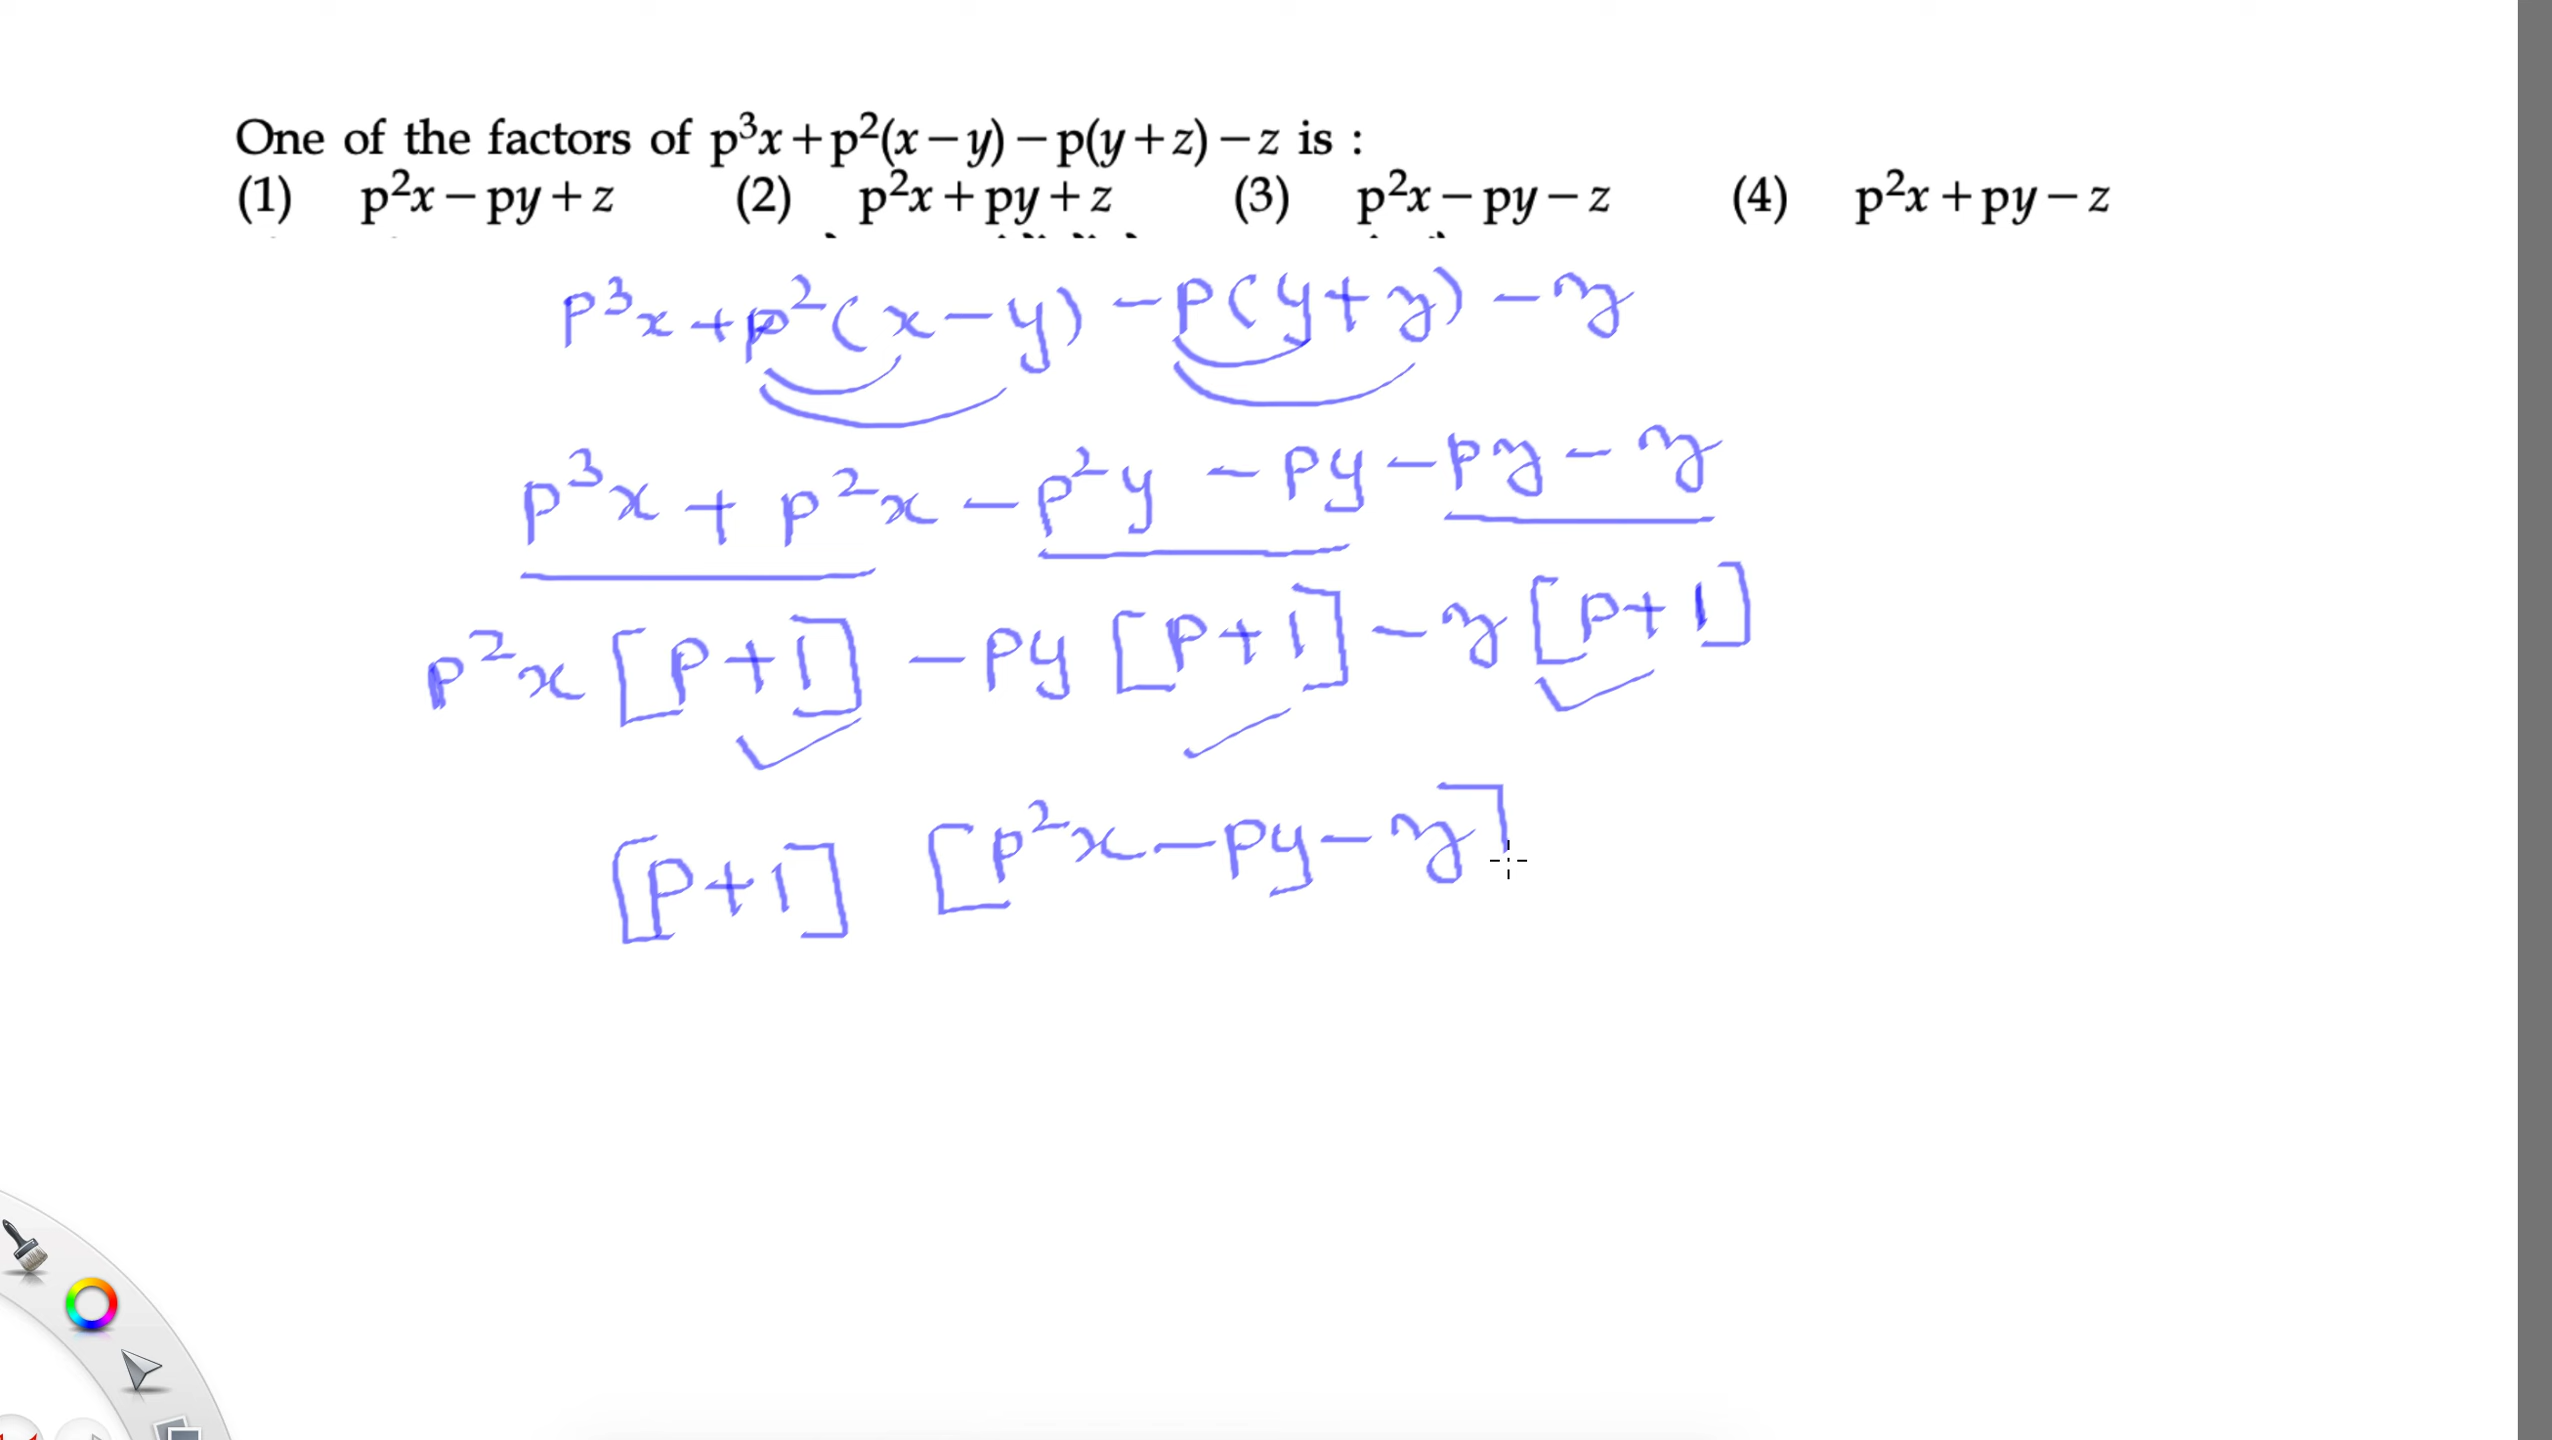 One of the factors of p³x+p²(x−y)−p(y+z)−z is :
(1) p²x−py+z (2) p²x+py+z (3) p²x−py−z (4) p²x+py−z
p³x+p²(x−y)−p(y+z)−z
p³x+p²x−p²y−py−pz−z
p²x[p+1]−py[p+1]−z[p+1]
[p+1] [p²x−py−z]